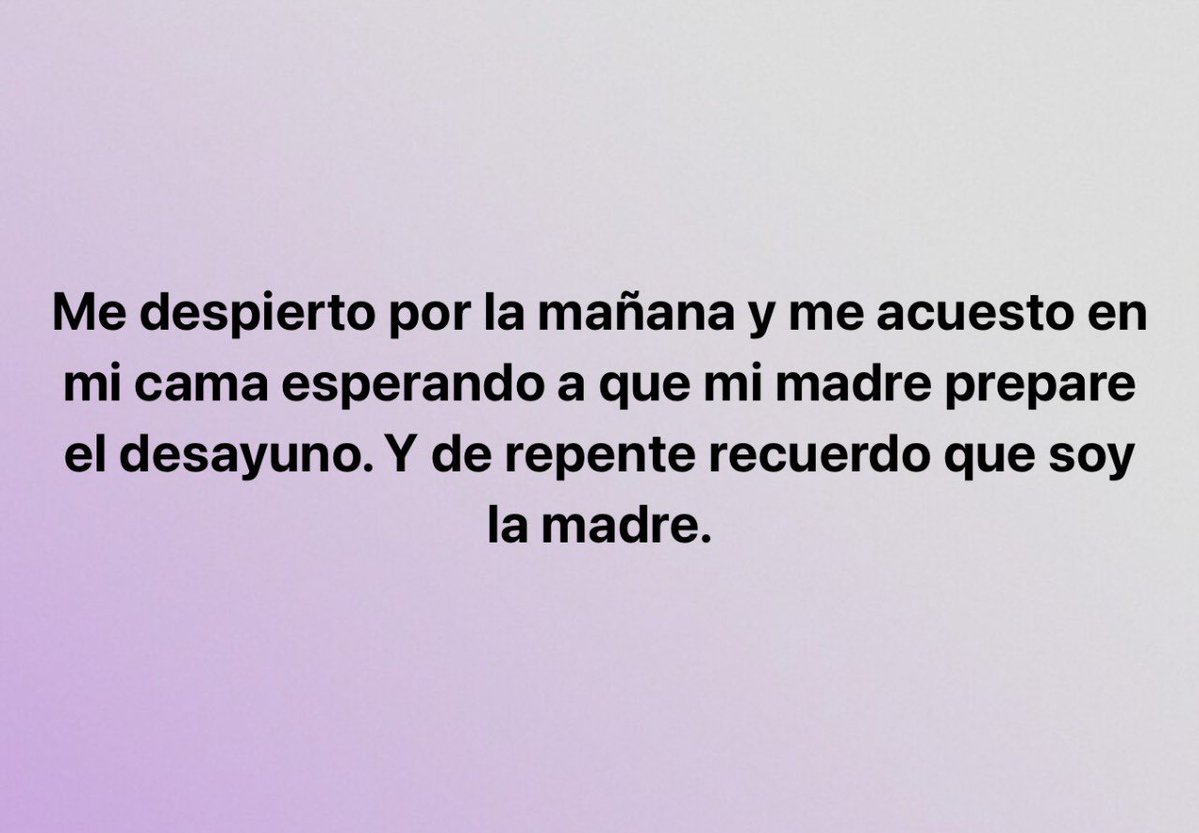 Me despierto por la mañana y me acuesto en
mi cama esperando a que mi madre prepare
el desayuno. Y de repente recuerdo que soy
la madre.